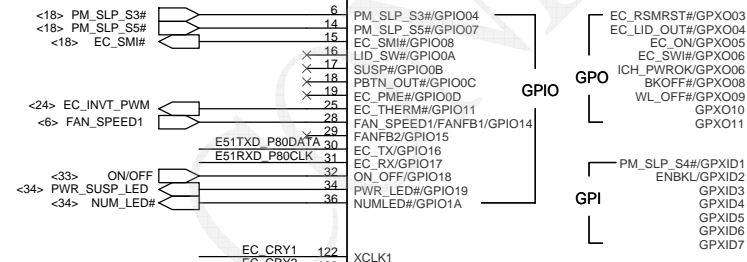 <18> PM_SLP_S3# 6 PM_SLP_S3#/GPIO04 EC_RSMRST#/GPXO03
<18> PM_SLP_S5# 14 PM_SLP_S5#/GPIO07 EC_LID_OUT#/GPXO04
<18> EC_SMI# 15 EC_SMI#/GPIO08 EC_ON/GPXO05
16 LID_SW#/GPIO0A EC_SWI#/GPXO06
17 SUSP#/GPIO0B ICH_PWROK/GPXO06
18 PBTN_OUT#/GPIO0C GPO BKOFF#/GPXO08
19 EC_PME#/GPIO0D GPIO WL_OFF#/GPXO09
<24> EC_INVT_PWM 25 EC_THERM#/GPIO11 GPXO10
<6> FAN_SPEED1 28 FAN_SPEED1/FANFB1/GPIO14 GPXO11
29 FANFB2/GPIO15
E51TXD_P80DATA 30 EC_TX/GPIO16
E51RXD_P80CLK 31 EC_RX/GPIO17 PM_SLP_S4#/GPXID1
<33> ON/OFF 32 ON_OFF/GPIO18 ENBKL/GPXID2
<34> PWR_SUSP_LED 34 PWR_LED#/GPIO19 GPXID3
<34> NUM_LED# 36 NUMLED#/GPIO1A GPI GPXID4
GPXID5
GPXID6
GPXID7
EC_CRY1 122 XCLK1